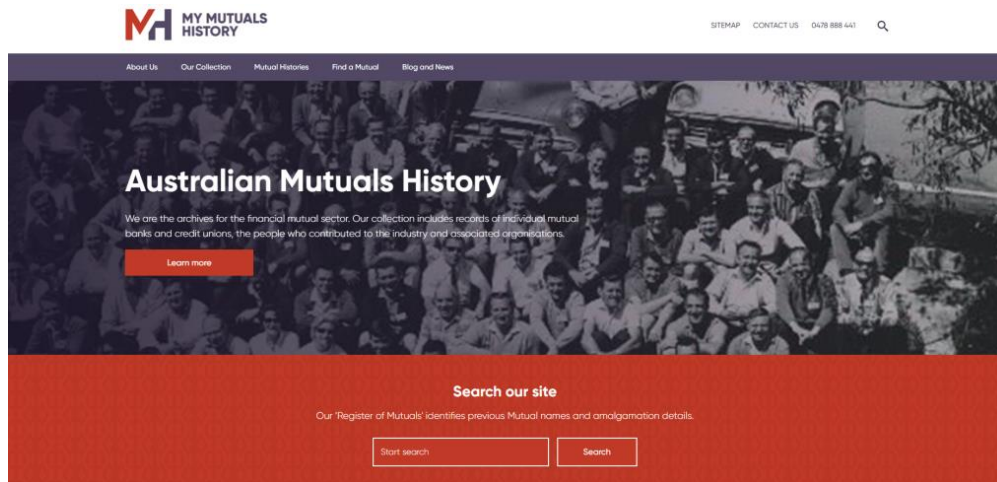 MY MUTUALS
HISTORY
SITEMAP CONTACT US 0478 888 441
About Us Our Collection Mutual Histories Find a Mutual Blog and News
Australian Mutuals History
We are the archives for the financial mutual sector. Our collection includes records of individual mutual
banks and credit unions, the people who contributed to the industry and associated organisations.
Learn more
Search our site
Our 'Register of Mutuals' identifies previous Mutual names and amalgamation details.
Start search Search